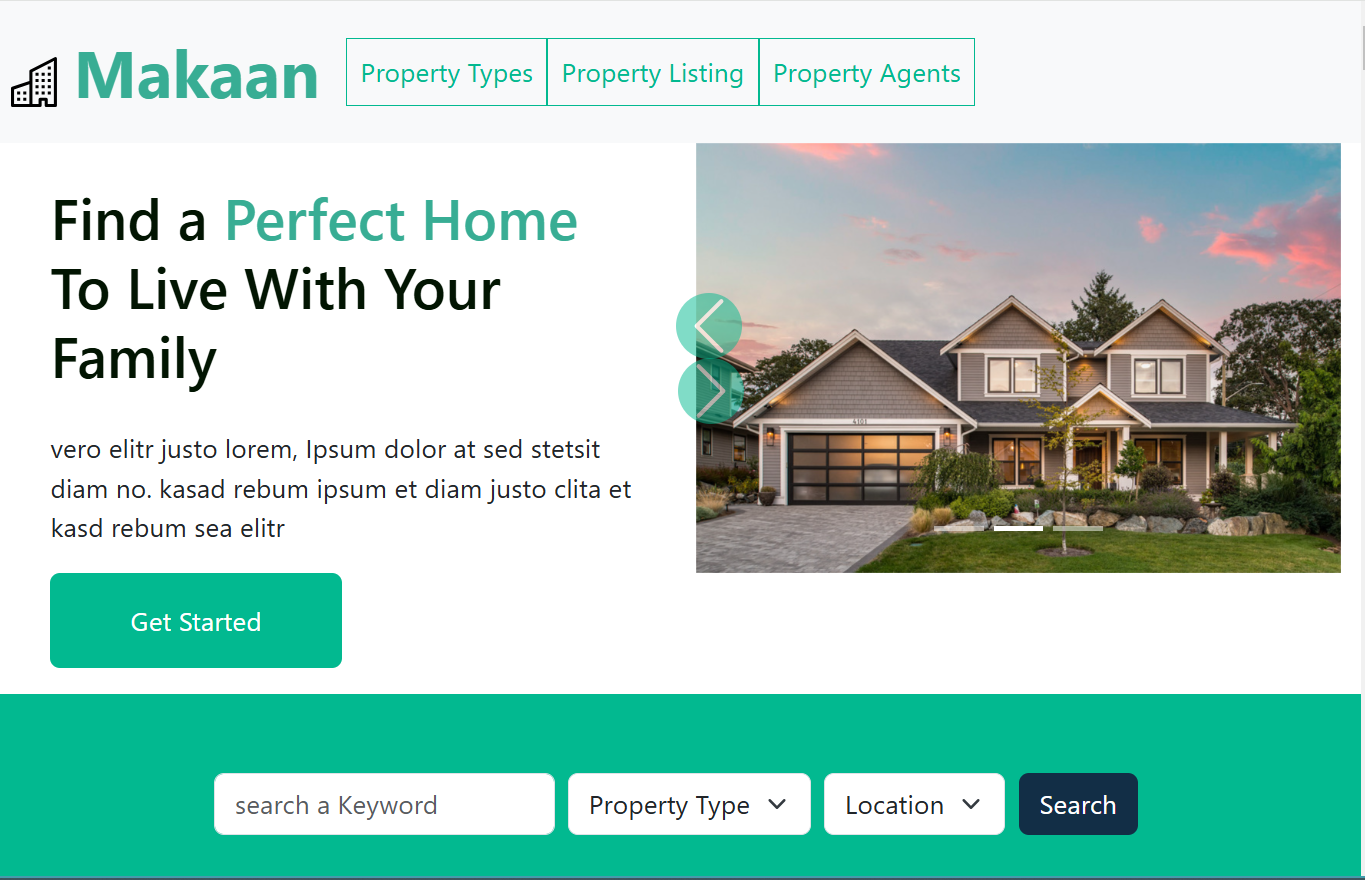 Makaan
Property Types
Property Listing
Property Agents
Find a Perfect Home
To Live With Your
Family
vero elitr justo lorem, Ipsum dolor at sed stetsit
diam no. kasad rebum ipsum et diam justo clita et
kasd rebum sea elitr
4101
Get Started
search a Keyword
Property Type
Location
Search